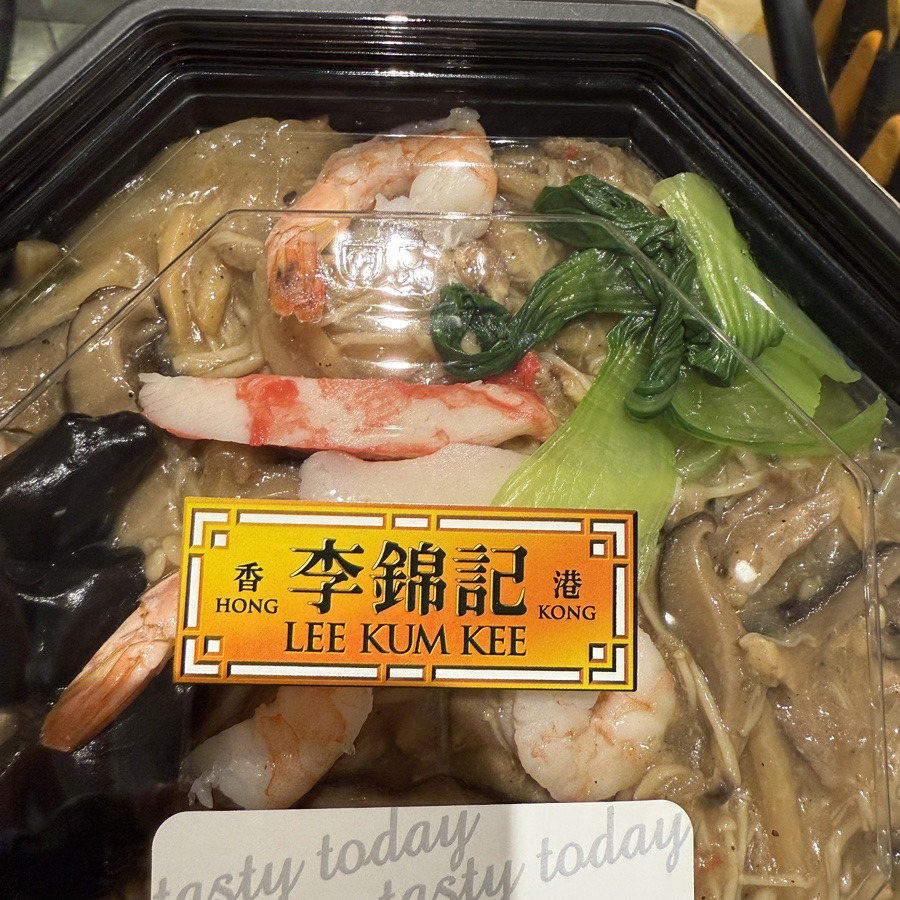 香港
李錦記
HONG KONG
LEE KUM KEE
tasty today
tasty today